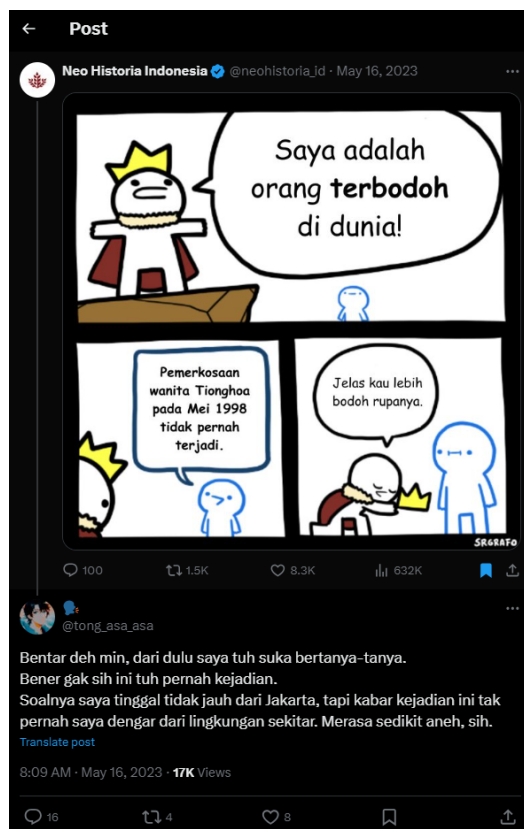 Post
Neo Historia Indonesia @neohistoria_id · May 16, 2023
Saya adalah
orang terbodoh
di dunia!
Pemerkosaan
wanita Tionghoa
pada Mei 1998
tidak pernah
terjadi.
Jelas kau lebih
bodoh rupanya.
SRGRAFO
100 1.5K 8.3K 632K
@tong_asa_asa
Bentar deh min, dari dulu saya tuh suka bertanya-tanya.
Bener gak sih ini tuh pernah kejadian.
Soalnya saya tinggal tidak jauh dari Jakarta, tapi kabar kejadian ini tak
pernah saya dengar dari lingkungan sekitar. Merasa sedikit aneh, sih.
Translate post
8:09 AM · May 16, 2023 · 17K Views
16 4 8